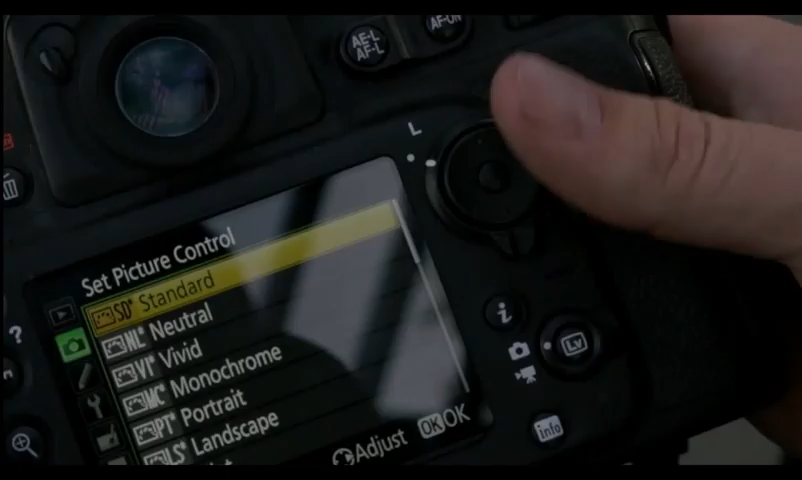 AE-L
AF-L
AF-ON
L
Set Picture Control
SD* Standard
NL* Neutral
VI* Vivid
MC* Monochrome
PT* Portrait
LS* Landscape
Adjust
OK OK
?
i
Lv
info